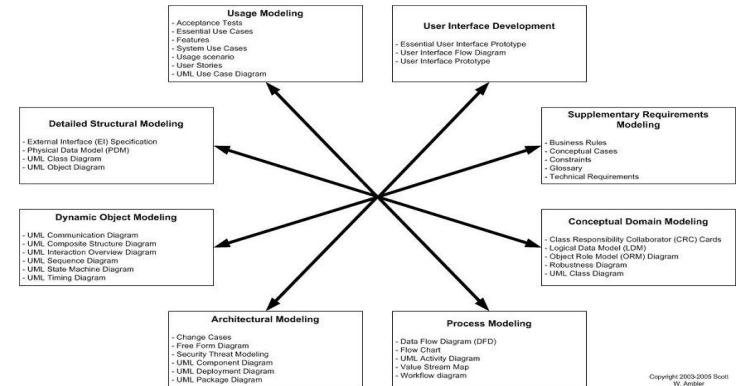 Usage Modeling
- Acceptance Tests
- Essential Use Cases
- Features
- System Use Cases
- Usage scenario
- User Stories
- UML Use Case Diagram
User Interface Development
- Essential User Interface Prototype
- User Interface Flow Diagram
- User Interface Prototype
Detailed Structural Modeling
- External Interface (EI) Specification
- Physical Data Model (PDM)
- UML Class Diagram
- UML Object Diagram
Supplementary Requirements
Modeling
- Business Rules
- Conceptual Cases
- Constraints
- Glossary
- Technical Requirements
Dynamic Object Modeling
- UML Communication Diagram
- UML Composite Structure Diagram
- UML Interaction Overview Diagram
- UML Sequence Diagram
- UML State Machine Diagram
- UML Timing Diagram
Conceptual Domain Modeling
- Class Responsibility Collaborator (CRC) Cards
- Logical Data Model (LDM)
- Object Role Model (ORM) Diagram
- Robustness Diagram
- UML Class Diagram
Architectural Modeling
- Change Cases
- Free Form Diagram
- Security Threat Modeling
- UML Component Diagram
- UML Deployment Diagram
- UML Package Diagram
Process Modeling
- Data Flow Diagram (DFD)
- Flow Chart
- UML Activity Diagram
- Value Stream Map
- Workflow diagram
Copyright 2003-2005 Scott
W. Ambler